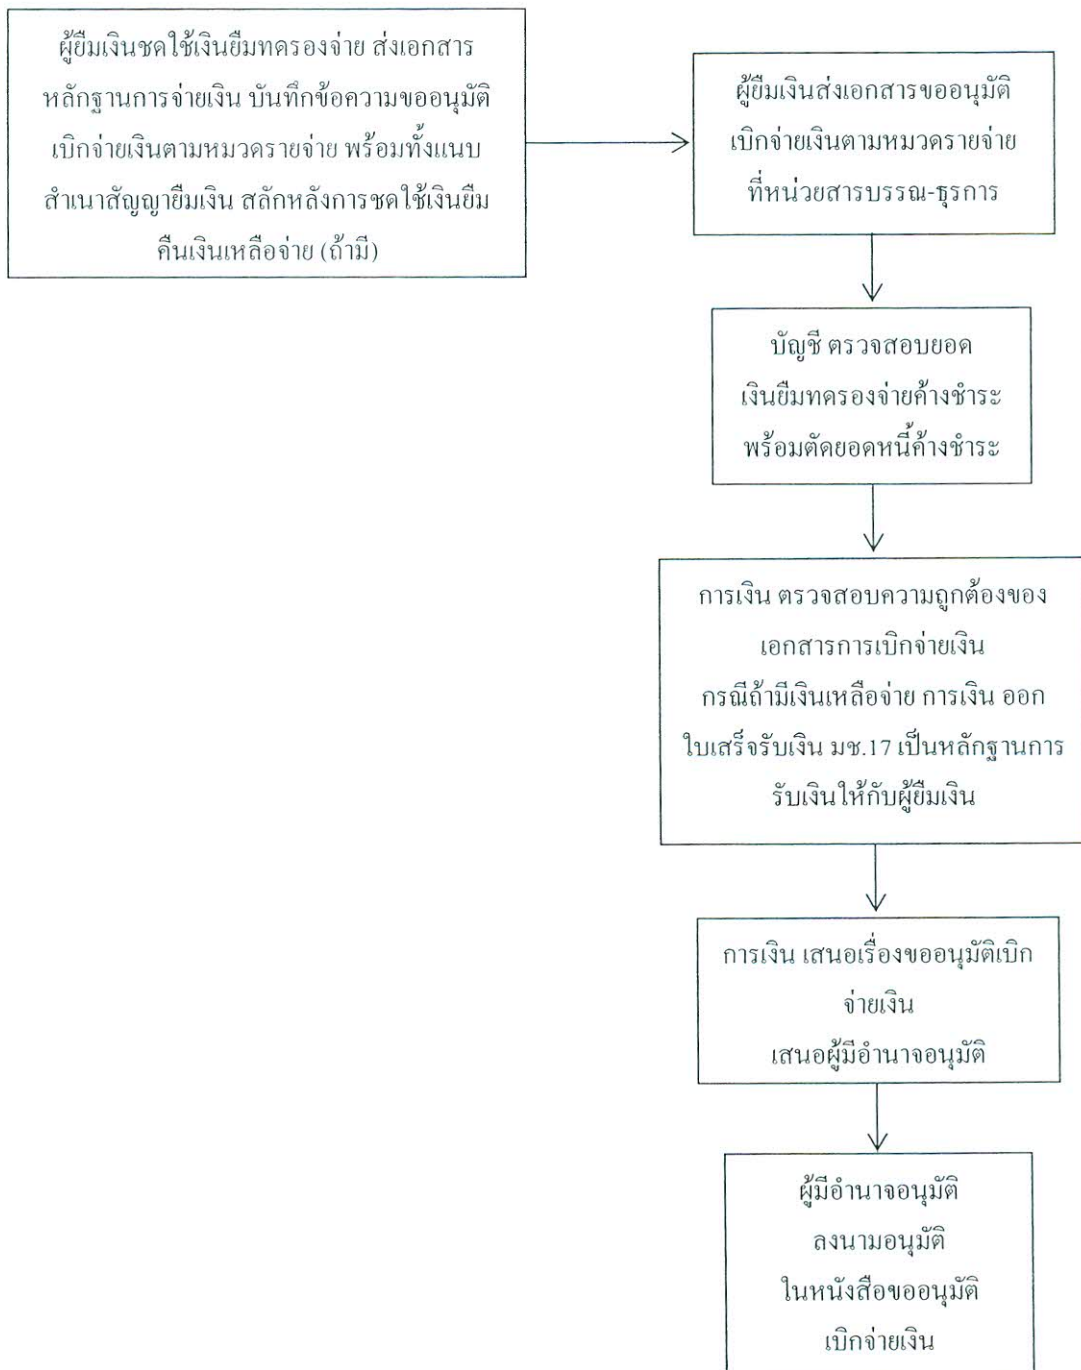 ผู้ยืมเงินชดใช้เงินยืมทดรองจ่าย ส่งเอกสาร
หลักฐานการจ่ายเงิน บันทึกข้อความขออนุมัติ
เบิกจ่ายเงินตามหมวดรายจ่าย พร้อมทั้งแนบ
สำเนาสัญญายืมเงิน สลักหลังการชดใช้เงินยืม
คืนเงินเหลือจ่าย (ถ้ามี)
ผู้ยืมเงินส่งเอกสารขออนุมัติ
เบิกจ่ายเงินตามหมวดรายจ่าย
ที่หน่วยสารบรรณ-ธุรการ
บัญชี ตรวจสอบยอด
เงินยืมทดรองจ่ายค้างชำระ
พร้อมตัดยอดหนี้ค้างชำระ
การเงิน ตรวจสอบความถูกต้องของ
เอกสารการเบิกจ่ายเงิน
กรณีถ้ามีเงินเหลือจ่าย การเงิน ออก
ใบเสร็จรับเงิน มช.17 เป็นหลักฐานการ
รับเงินให้กับผู้ยืมเงิน
การเงิน เสนอเรื่องขออนุมัติเบิก
จ่ายเงิน
เสนอผู้มีอำนาจอนุมัติ
ผู้มีอำนาจอนุมัติ
ลงนามอนุมัติ
ในหนังสือขออนุมัติ
เบิกจ่ายเงิน